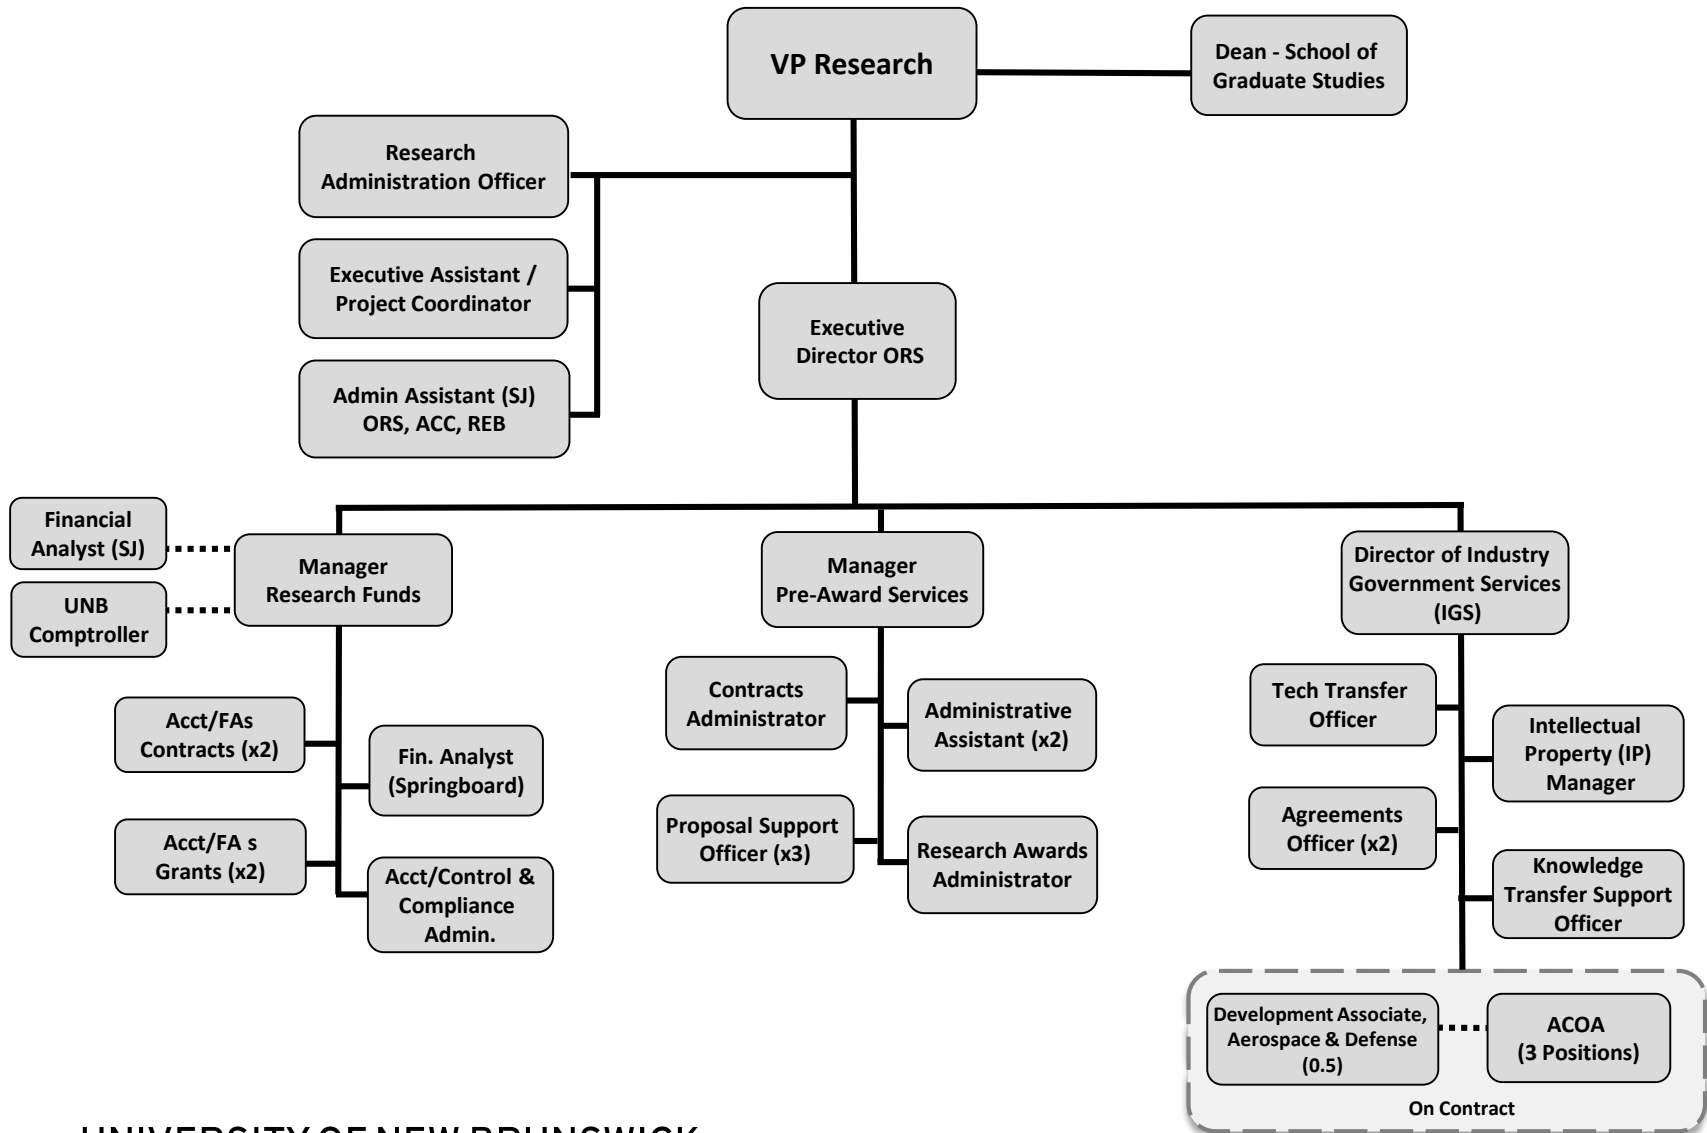 VP Research
Dean - School of
Graduate Studies
Research
Administration Officer
Executive Assistant /
Project Coordinator
Admin Assistant (SJ)
ORS, ACC, REB
Executive
Director ORS
Financial
Analyst (SJ)
UNB
Comptroller
Manager
Research Funds
Manager
Pre-Award Services
Director of Industry
Government Services
(IGS)
Acct/FAs
Contracts (x2)
Fin. Analyst
(Springboard)
Acct/FA s
Grants (x2)
Acct/Control &
Compliance
Admin.
Contracts
Administrator
Administrative
Assistant (x2)
Proposal Support
Officer (x3)
Research Awards
Administrator
Tech Transfer
Officer
Intellectual
Property (IP)
Manager
Agreements
Officer (x2)
Knowledge
Transfer Support
Officer
Development Associate,
Aerospace & Defense
(0.5)
ACOA
(3 Positions)
On Contract
UNIVERSITY OF NEW BRUNSWICK